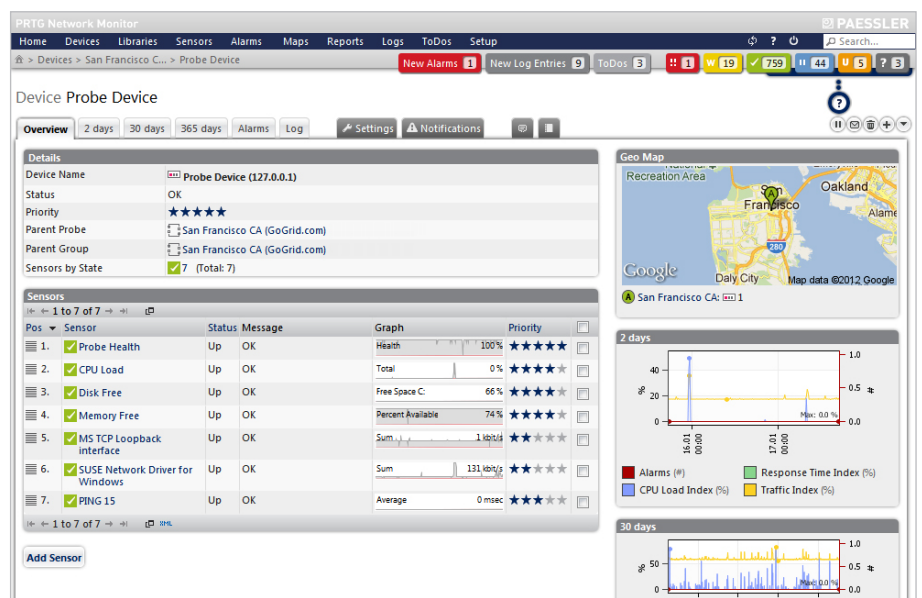 PRTG Network Monitor
PAESSLER
Home Devices Libraries Sensors Alarms Maps Reports Logs ToDos Setup
? Search...
> Devices > San Francisco C... > Probe Device
New Alarms 1 New Log Entries 9 ToDos 3 !! 1 W 19 759 II 44 U 5 ? 3
Device Probe Device
?
Overview 2 days 30 days 365 days Alarms Log Settings Notifications
Details
Device Name Probe Device (127.0.0.1)
Status OK
Priority ★★★★★
Parent Probe San Francisco CA (GoGrid.com)
Parent Group San Francisco CA (GoGrid.com)
Sensors by State 7 (Total: 7)
Sensors
1 to 7 of 7
Pos Sensor Status Message Graph Priority
1. Probe Health Up OK Health 100%
2. CPU Load Up OK Total 0%
3. Disk Free Up OK Free Space C: 66%
4. Memory Free Up OK Percent Available 74%
5. MS TCP Loopback interface Up OK Sum 1 kbit/s
6. SUSE Network Driver for Windows Up OK Sum 131 kbit/s
7. PING 15 Up OK Average 0 msec
1 to 7 of 7 XML
Add Sensor
Geo Map
Recreation Area
San Francisco
Oakland
Alame
280
Google
Daly City
Map data ©2012 Google
A San Francisco CA: 1
2 days
40
20
0
%
1.0
0.5
0.0
#
Max: 0.0 %
16.01 00:00
17.01 00:00
Alarms (#) Response Time Index (%)
CPU Load Index (%) Traffic Index (%)
30 days
50
0
%
1.0
0.5
0.0
#
Max: 0.0 %